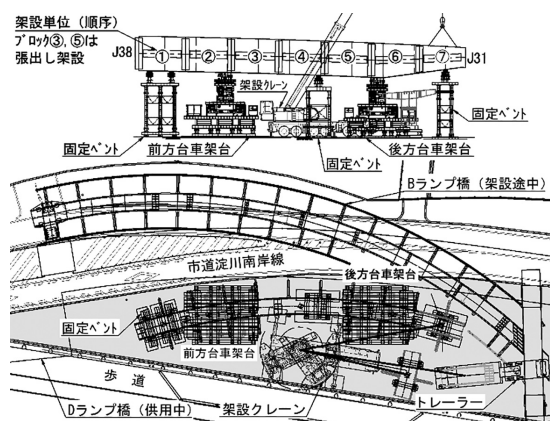 架設単位（順序）
ﾌﾞﾛｯｸ③,⑤は
張出し架設
J38
①
②
③
④
⑤
⑥
⑦
J31
架設ｸﾚｰﾝ
固定ﾍﾞﾝﾄ
固定ﾍﾞﾝﾄ
前方台車架台
固定ﾍﾞﾝﾄ
後方台車架台
Bランプ橋（架設途中）
市道淀川南岸線
後方台車架台
固定ﾍﾞﾝﾄ
前方台車架台
歩道
Dランプ橋（供用中）
架設クレーン
トレーラー